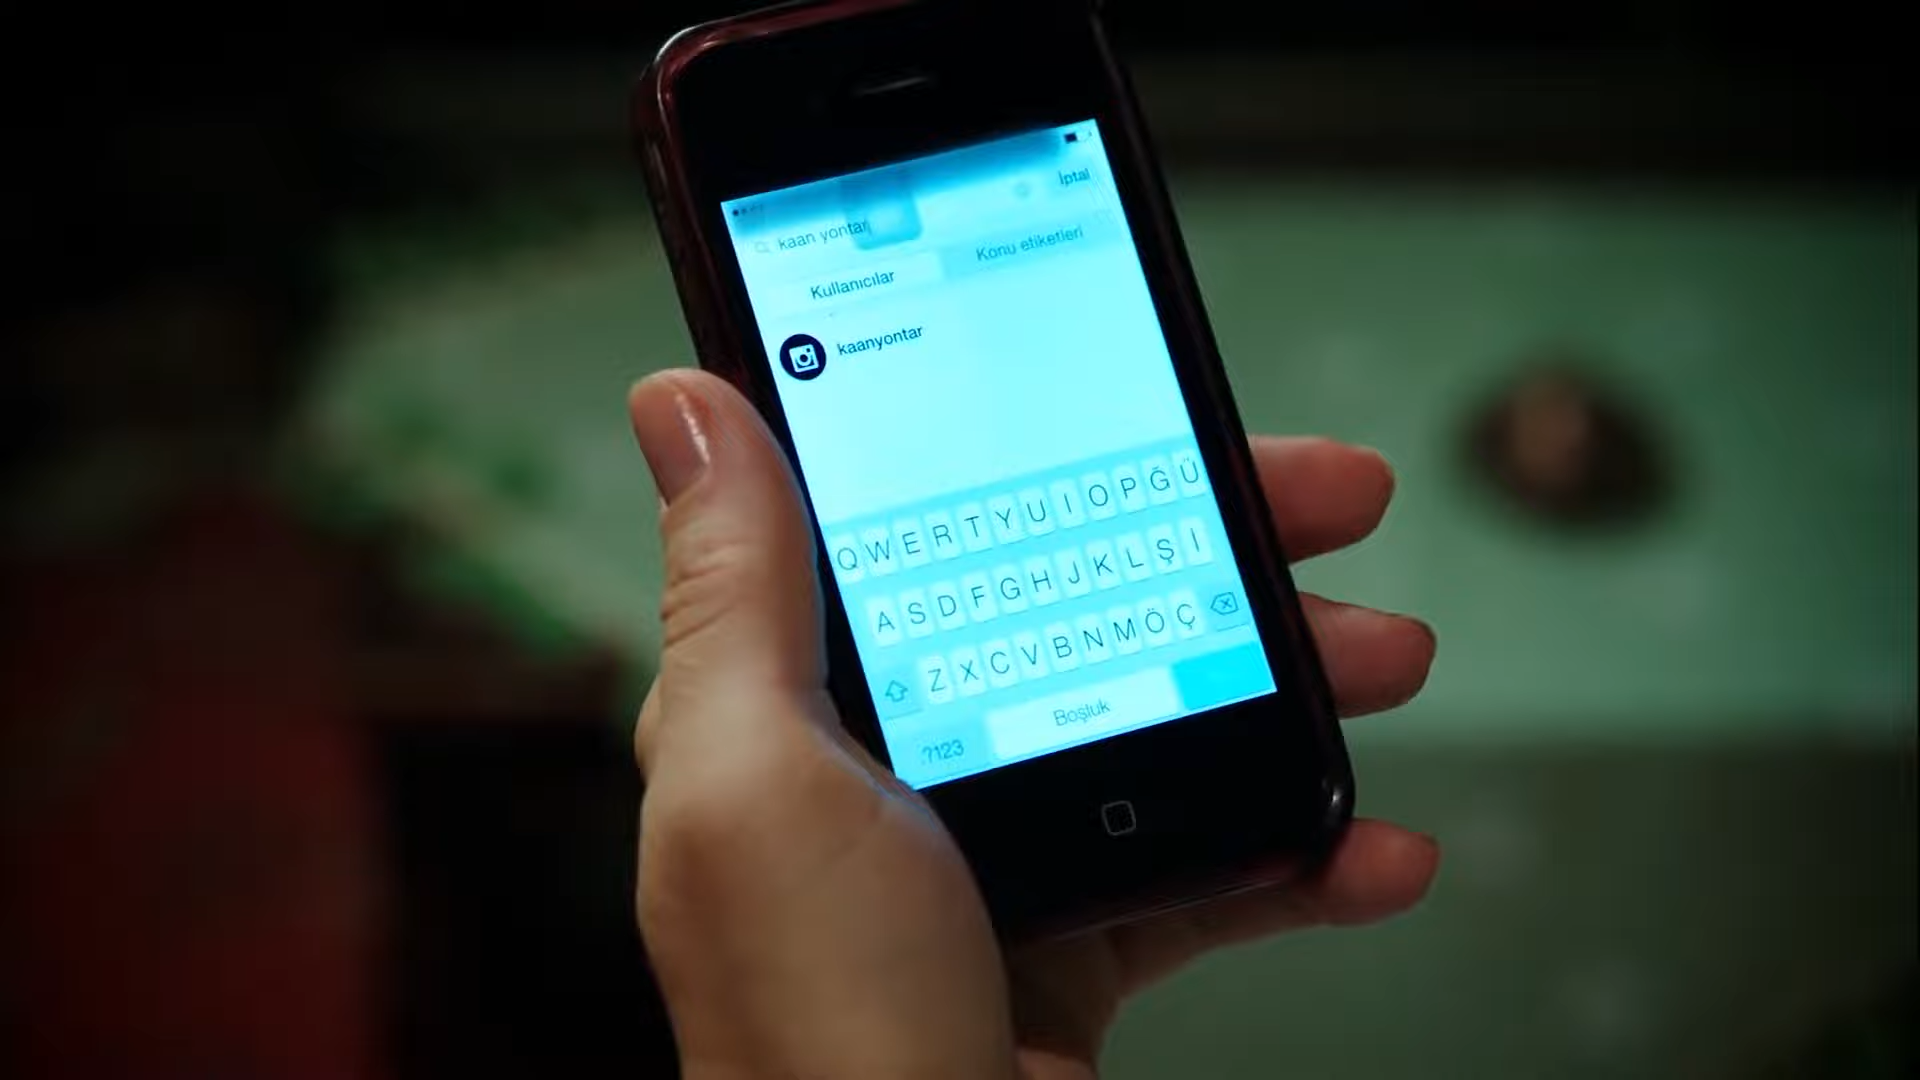 İptal
kaan yontar
Kullanıcılar
Konu etiketleri
kaanyontar
Q W E R T Y U I O P Ğ Ü
A S D F G H J K L Ş İ
Z X C V B N M Ö Ç
.?123
Boşluk